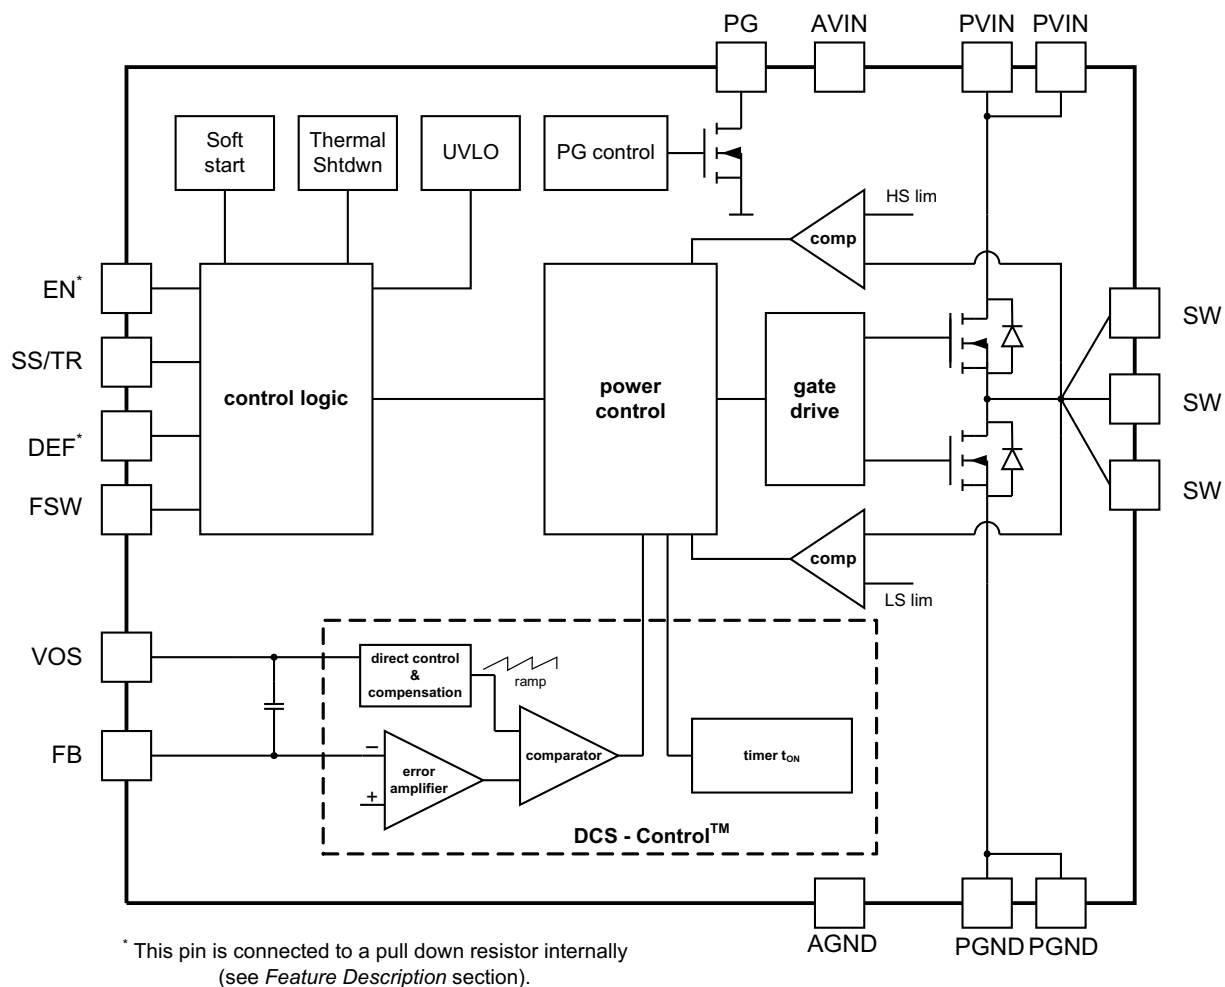 PG
AVIN
PVIN
PVIN
Soft
start
Thermal
Shtdwn
UVLO
PG control
HS lim
comp
EN*
SS/TR
DEF*
FSW
control logic
power
control
gate
drive
SW
SW
SW
comp
LS lim
VOS
FB
direct control
&
compensation
ramp
comparator
−
error
amplifier
+
timer tON
DCS - Control™
AGND
PGND
PGND
* This pin is connected to a pull down resistor internally
(see Feature Description section).